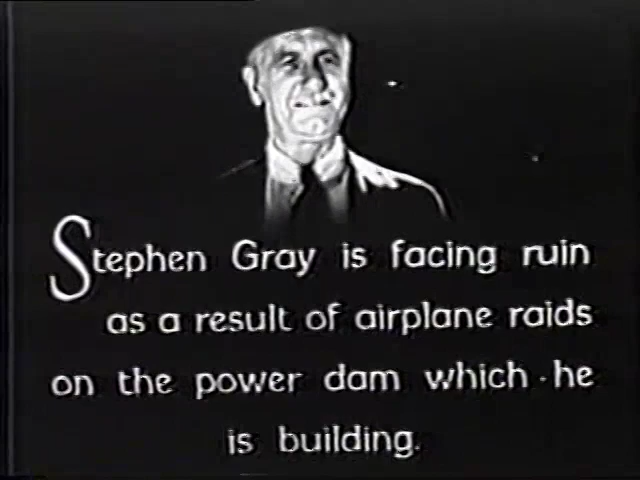 Stephen Gray is facing ruin
as a result of airplane raids
on the power dam which he
is building.